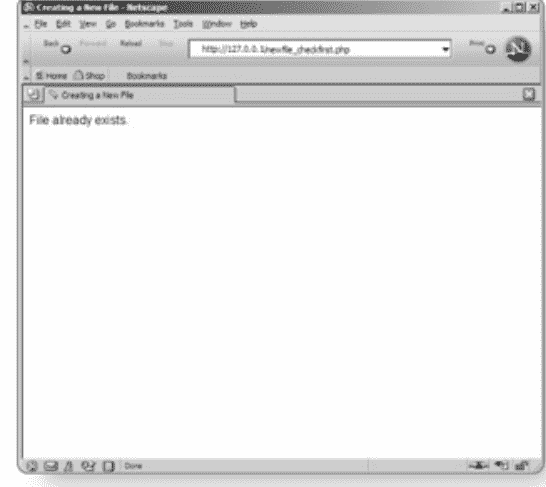 Creating a New File - Netscape
File Edit View Go Bookmarks Tools Window Help
Back Forward Reload Stop http://127.0.0.1/newfile_checkfirst.php Print
Home Shop Bookmarks
Creating a New File
File already exists.
Done